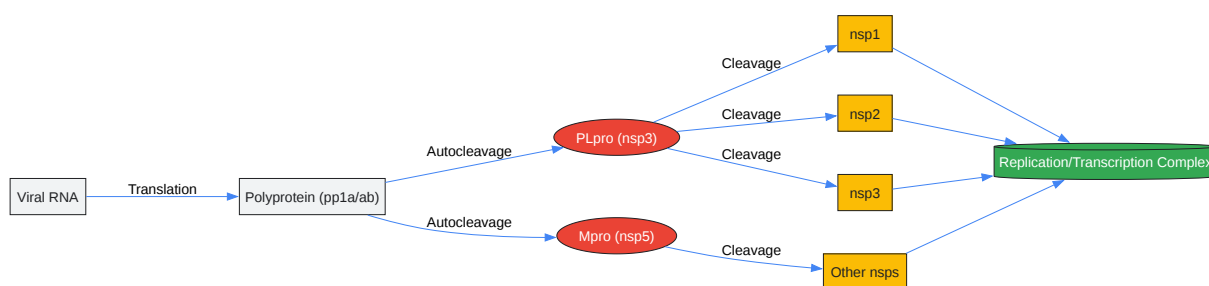 nsp1
Cleavage
Cleavage
nsp2
PLpro (nsp3)
Autocleavage
Cleavage
Replication/Transcription Complex
Viral RNA
Translation
Polyprotein (pp1a/ab)
nsp3
Autocleavage
Mpro (nsp5)
Cleavage
Other nsps